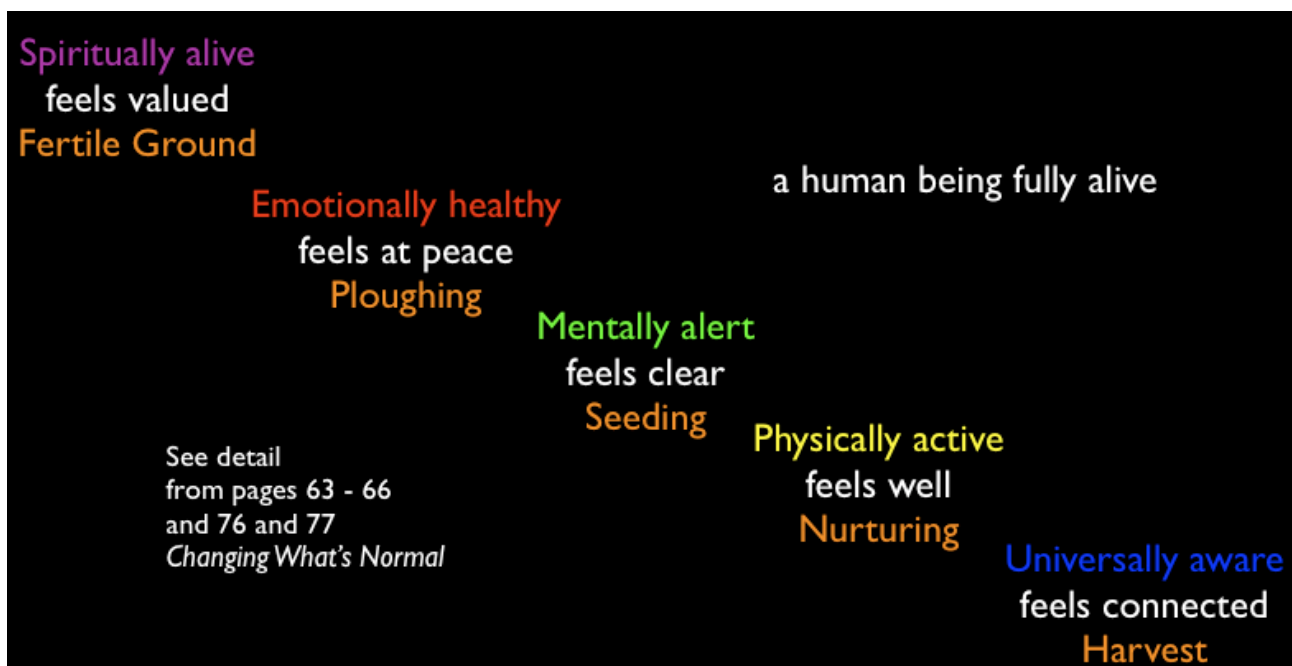 Spiritually alive
feels valued
Fertile Ground
a human being fully alive
Emotionally healthy
feels at peace
Ploughing
Mentally alert
feels clear
Seeding
Physically active
feels well
Nurturing
See detail
from pages 63 - 66
and 76 and 77
Changing What's Normal
Universally aware
feels connected
Harvest